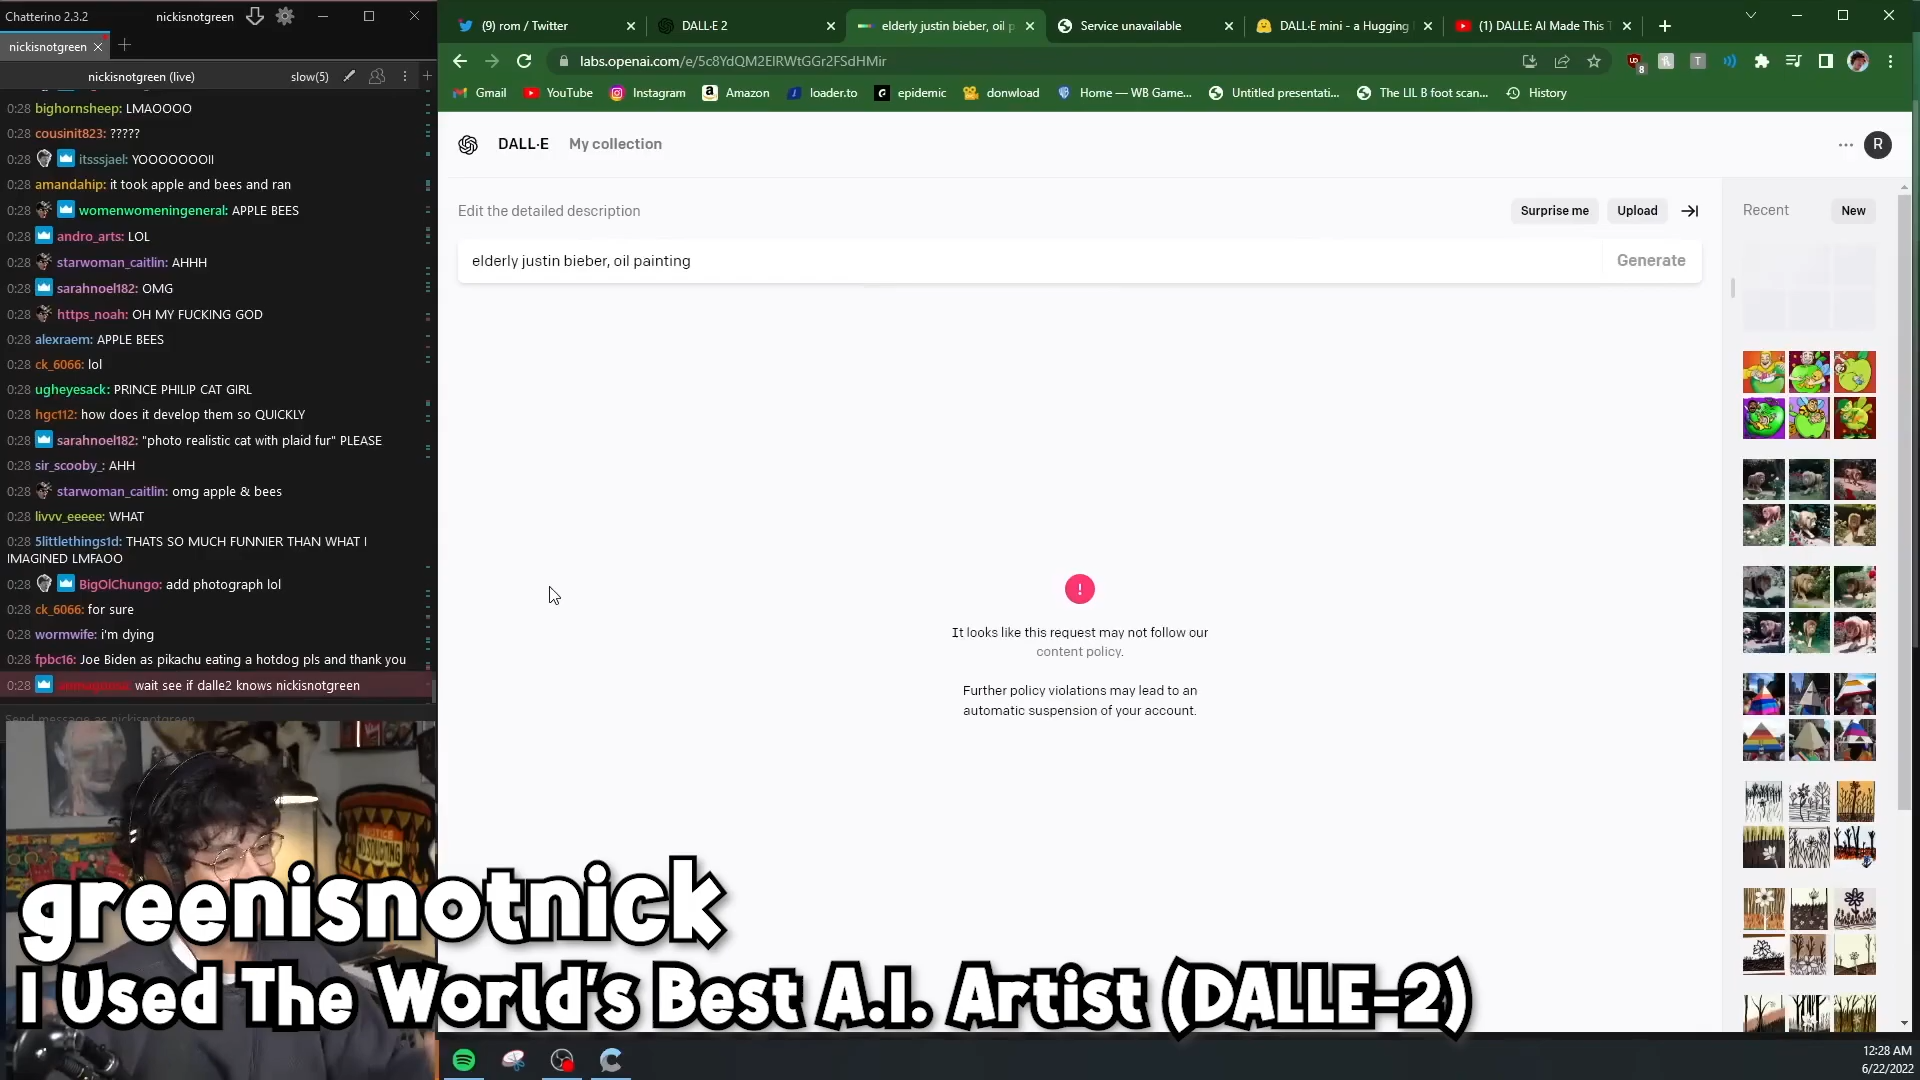 Chatterino 2.3.2
nickisnotgreen
nickisnotgreen
nickisnotgreen (live)
slow(5)
0:28 bighornsheep: LMAOOOO
0:28 cousinit823: ?????
0:28 itsssjael: YOOOOOOOII
0:28 amandahip: it took apple and bees and ran
0:28 womenwomeningeneral: APPLE BEES
0:28 andro_arts: LOL
0:28 starwoman_caitlin: AHHH
0:28 sarahnoel182: OMG
0:28 https_noah: OH MY FUCKING GOD
0:28 alexraem: APPLE BEES
0:28 ck_6066: lol
0:28 ugheyesack: PRINCE PHILIP CAT GIRL
0:28 hgc112: how does it develop them so QUICKLY
0:28 sarahnoel182: "photo realistic cat with plaid fur" PLEASE
0:28 sir_scooby_: AHH
0:28 starwoman_caitlin: omg apple & bees
0:28 livvv_eeeee: WHAT
0:28 5littlethings1d: THATS SO MUCH FUNNIER THAN WHAT I
IMAGINED LMFAOO
0:28 BigOlChungo: add photograph lol
0:28 ck_6066: for sure
0:28 wormwife: i'm dying
0:28 fpbc16: Joe Biden as pikachu eating a hotdog pls and thank you
0:28 wait see if dalle2 knows nickisnotgreen
Send message as nickisnotgreen...
(9) rom / Twitter
DALL·E 2
elderly justin bieber, oil p
Service unavailable
DALL·E mini - a Hugging
(1) DALLE: AI Made This T
labs.openai.com/e/5c8YdQM2ElRWtGGr2FSdHMir
8
Gmail
YouTube
Instagram
Amazon
loader.to
epidemic
donwload
Home — WB Game...
Untitled presentati...
The LIL B foot scan...
History
DALL·E
My collection
R
Edit the detailed description
Surprise me
Upload
Recent
New
elderly justin bieber, oil painting
Generate
It looks like this request may not follow our
content policy.
Further policy violations may lead to an
automatic suspension of your account.
greenisnotnick
I Used The World's Best A.I. Artist (DALLE-2)
12:28 AM
6/22/2022